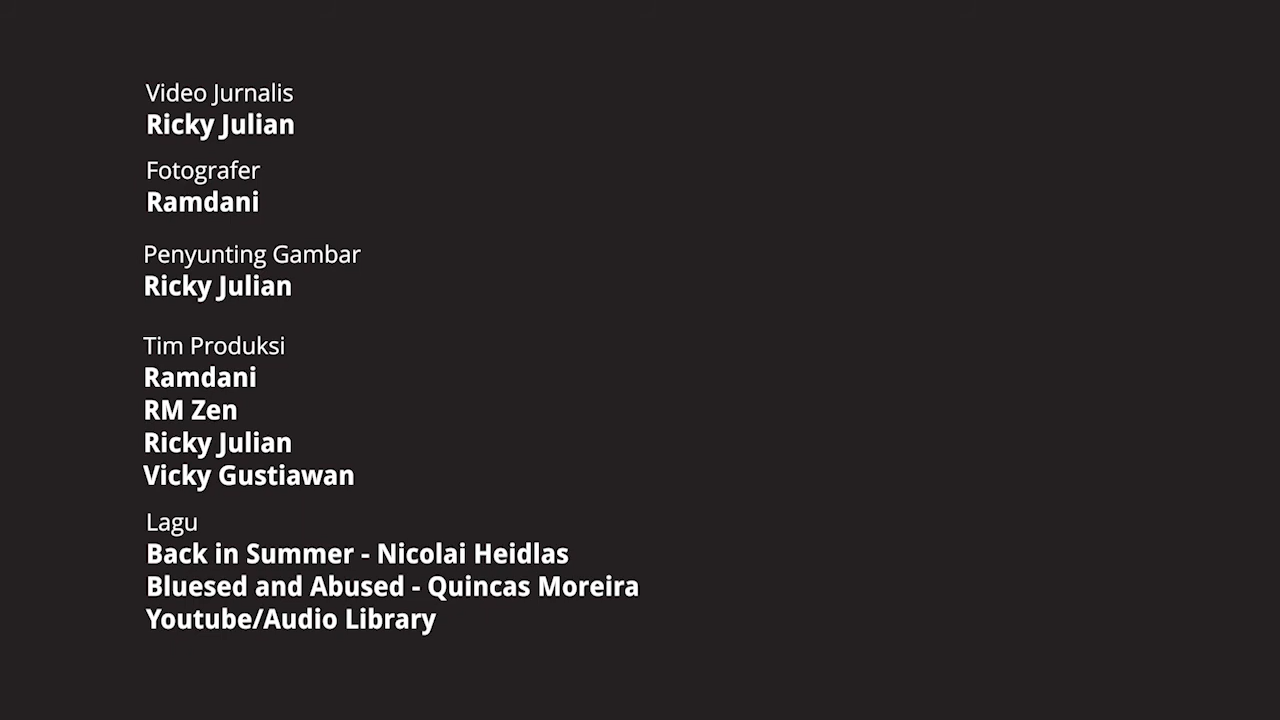 Video Jurnalis
Ricky Julian
Fotografer
Ramdani
Penyunting Gambar
Ricky Julian
Tim Produksi
Ramdani
RM Zen
Ricky Julian
Vicky Gustiawan
Lagu
Back in Summer - Nicolai Heidlas
Bluesed and Abused - Quincas Moreira
Youtube/Audio Library